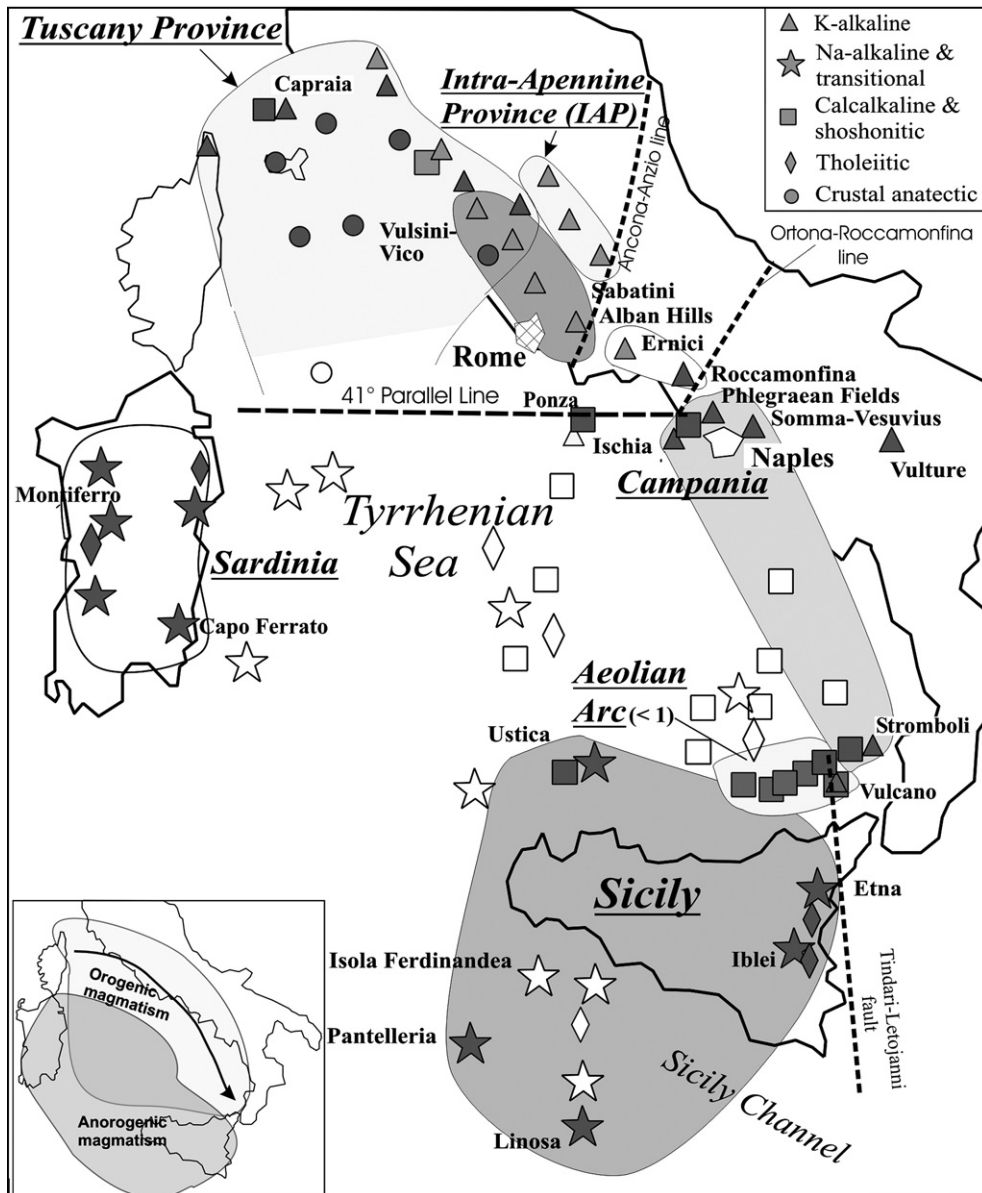 Tuscany Province
Capraia
Intra-Apennine
Province (IAP)
K-alkaline
Na-alkaline &
transitional
Calcalkaline &
shoshonitic
Tholeiitic
Crustal anatectic
Ancona-Anzio line
Ortona-Roccamonfina
line
Vulsini-
Vico
Sabatini
Alban Hills
Rome
Ernici
Roccamonfina
Phlegraean Fields
Somma-Vesuvius
41° Parallel Line
Ponza
Ischia
Naples
Vulture
Campania
Montiferro
Tyrrhenian
Sea
Sardinia
Capo Ferrato
Aeolian
Arc (< 1)
Ustica
Stromboli
Vulcano
Sicily
Etna
Iblei
Isola Ferdinandea
Pantelleria
Linosa
Sicily Channel
Tindari-Letojanni
fault
Orogenic
magmatism
Anorogenic
magmatism